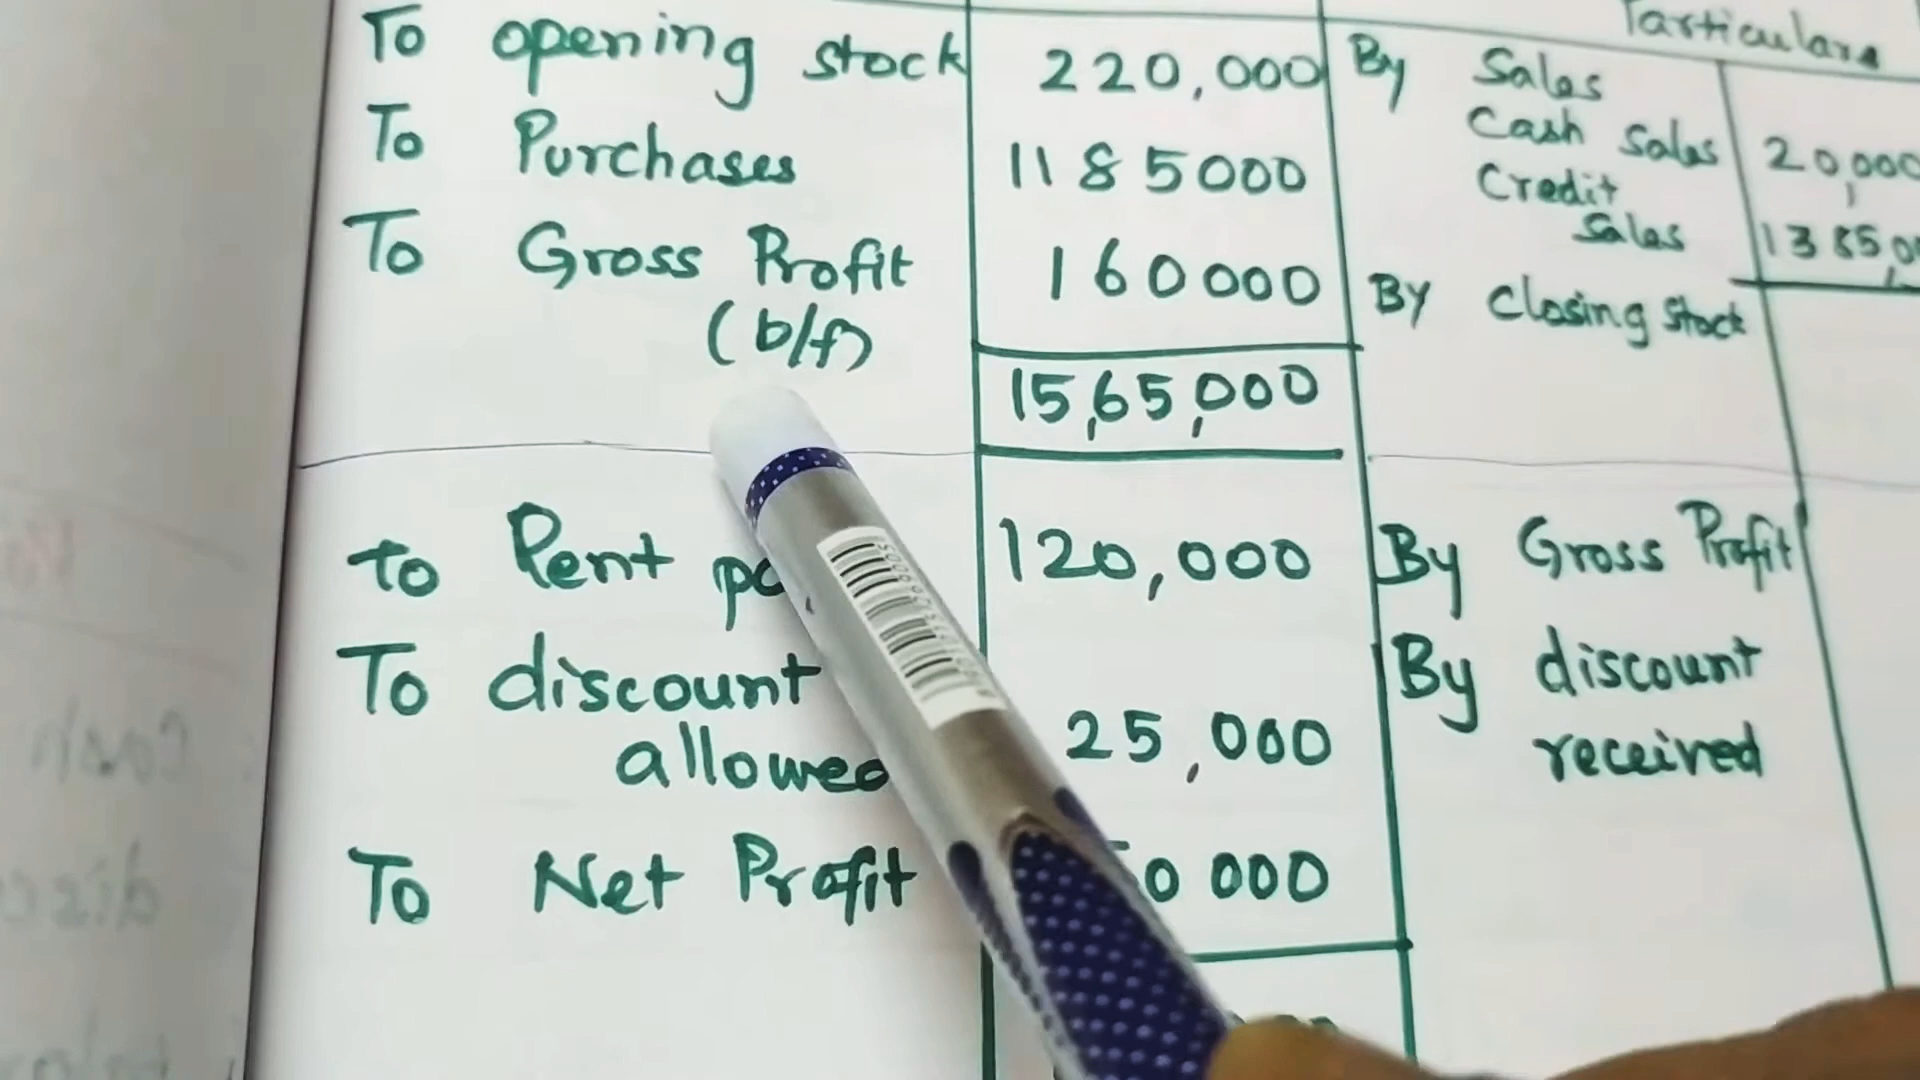 Particulars
To opening stock 220,000 By Sales
Cash Sales 20,000
To Purchases 1185000 Credit
Sales
To Gross Profit 160000 By Closing Stock
(b/f)
15,65,000
to Rent 120,000 By Gross Profit
To discount 25,000 By discount
allowed received
To Net Profit